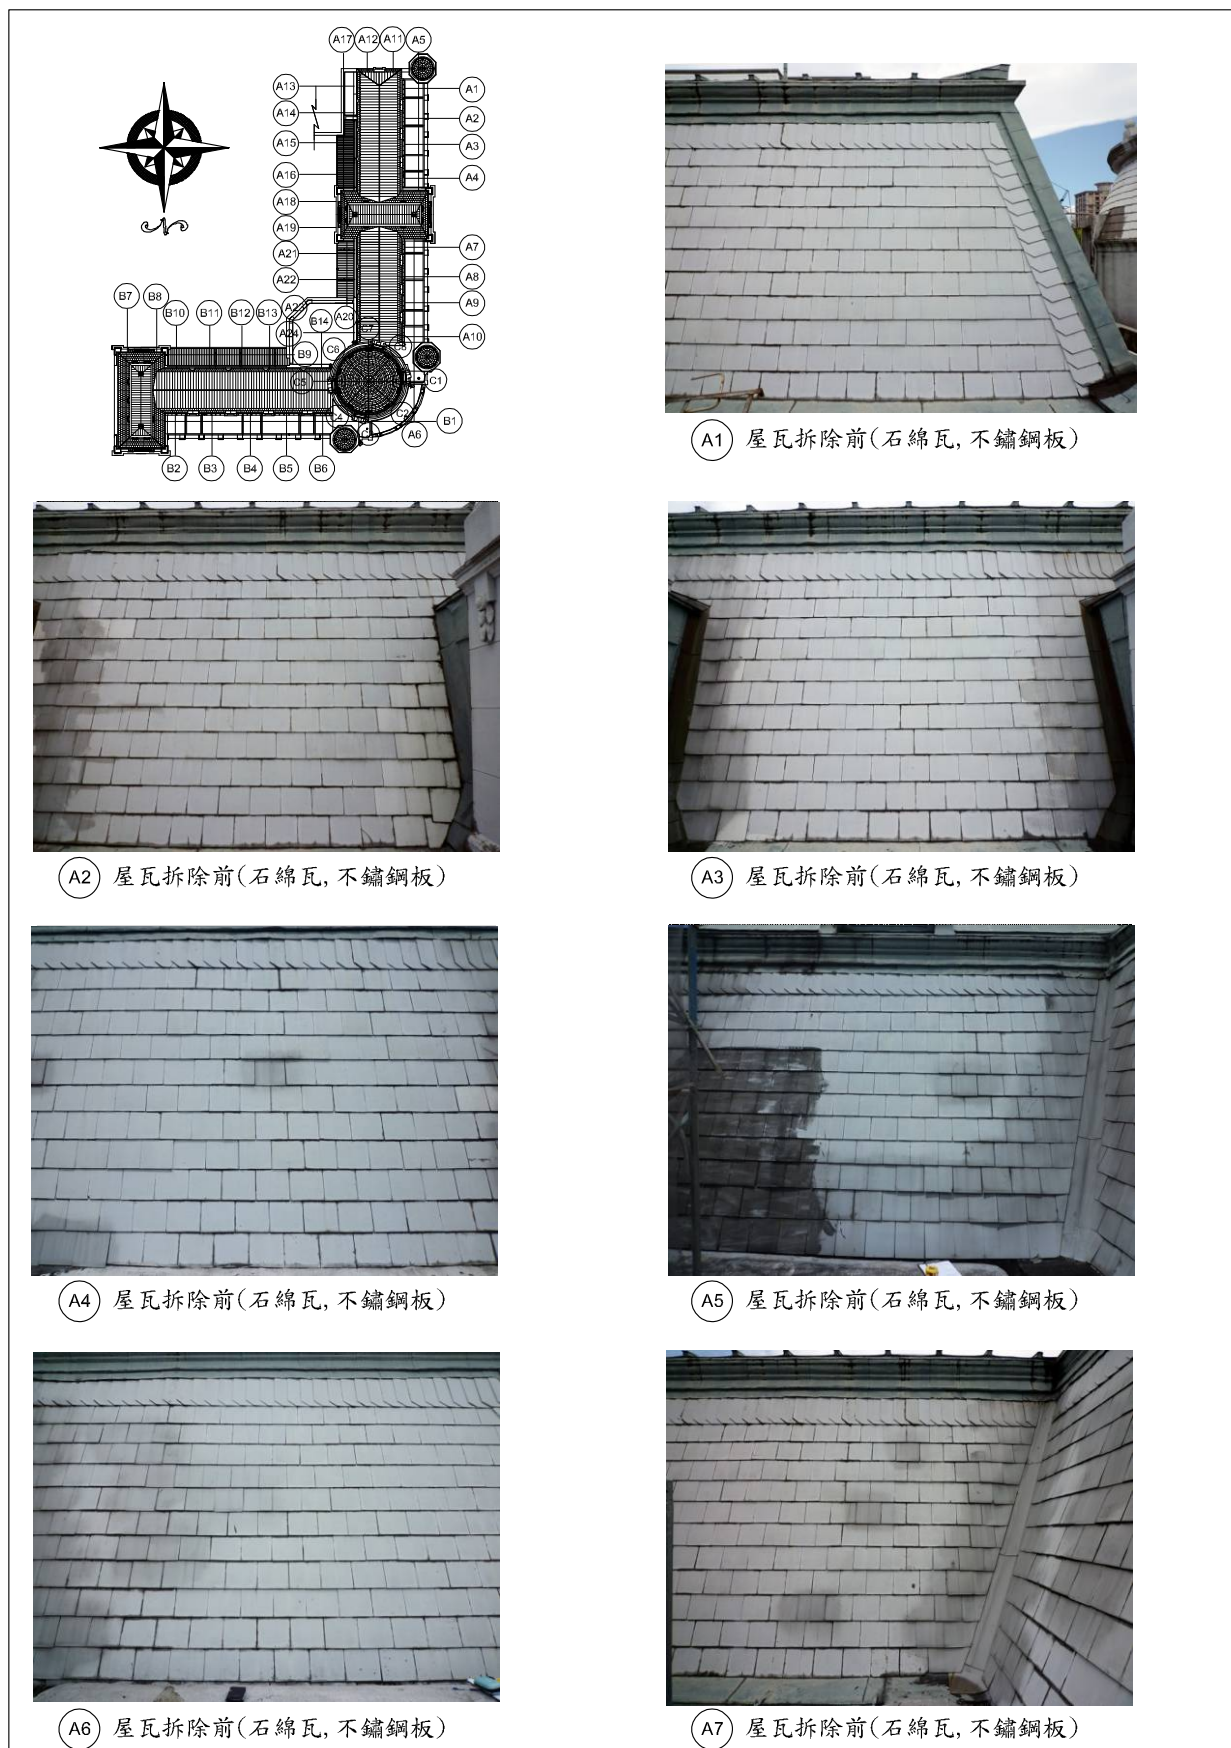 A17 A12 A11 A5
A13 A1
A14 A2
A15 A3
A16 A4
A18
A19
A21 A7
A22 A8
B7 B8 B10 B11 B12 B13 A23 B14 A20 C7 A9
A24 C8 A10
B9 C6
C5 C1
C4 C2 B1
C3 A6
B2 B3 B4 B5 B6
A1 屋瓦拆除前(石綿瓦, 不鏽鋼板)
A2 屋瓦拆除前(石綿瓦, 不鏽鋼板)
A3 屋瓦拆除前(石綿瓦, 不鏽鋼板)
A4 屋瓦拆除前(石綿瓦, 不鏽鋼板)
A5 屋瓦拆除前(石綿瓦, 不鏽鋼板)
A6 屋瓦拆除前(石綿瓦, 不鏽鋼板)
A7 屋瓦拆除前(石綿瓦, 不鏽鋼板)